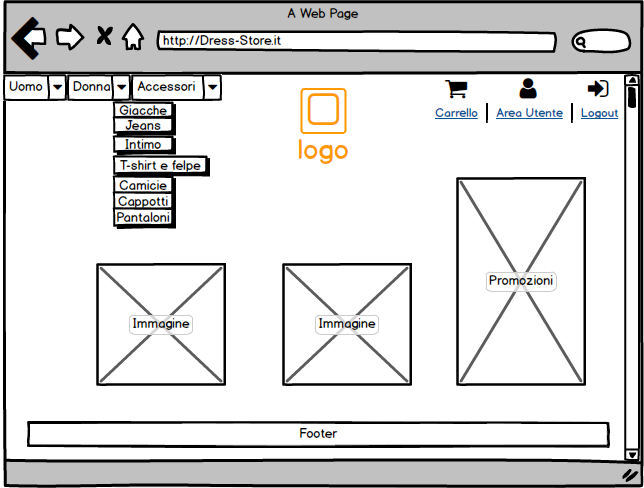 A Web Page
http://Dress-Store.it
Uomo Donna Accessori
Giacche
Jeans
Intimo
T-shirt e felpe
Camicie
Cappotti
Pantaloni
logo
Carrello Area Utente Logout
Promozioni
Immagine Immagine
Footer